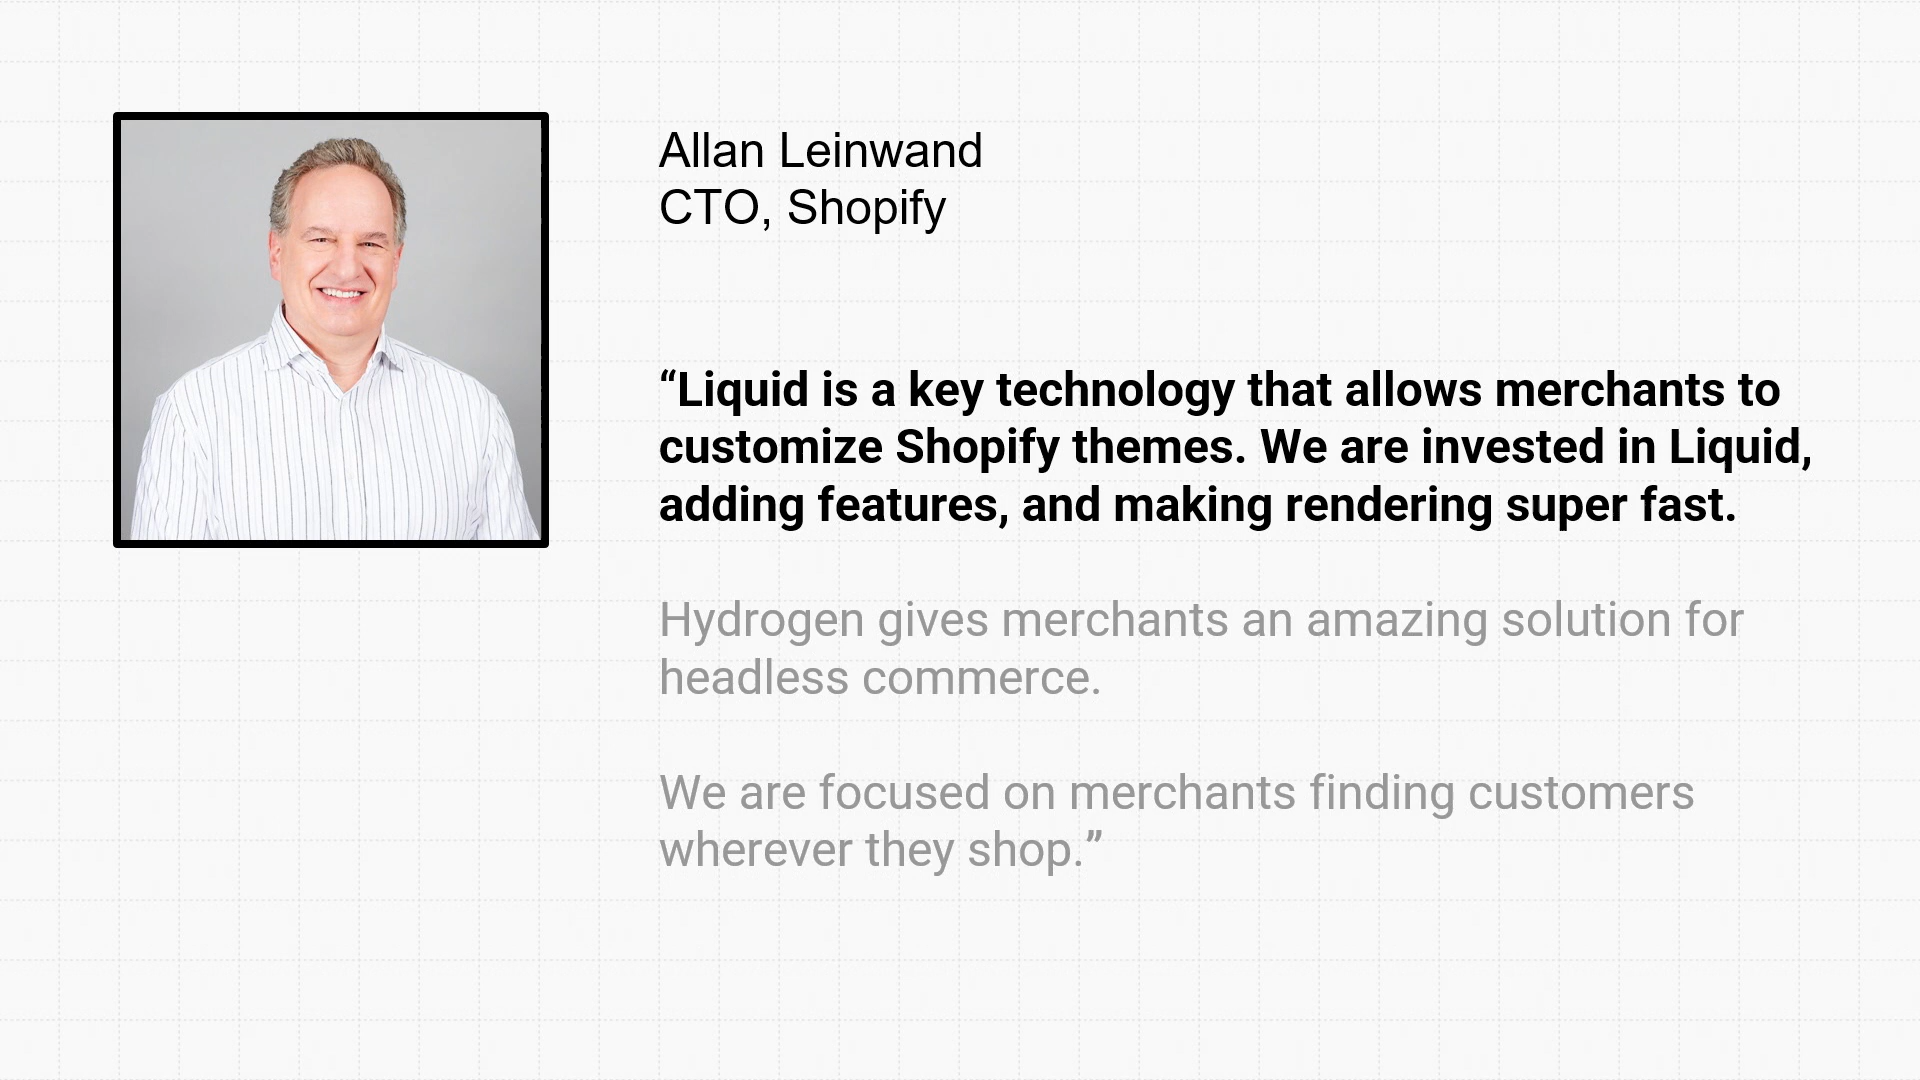 Allan Leinwand
CTO, Shopify
“Liquid is a key technology that allows merchants to
customize Shopify themes. We are invested in Liquid,
adding features, and making rendering super fast.
Hydrogen gives merchants an amazing solution for
headless commerce.
We are focused on merchants finding customers
wherever they shop.”